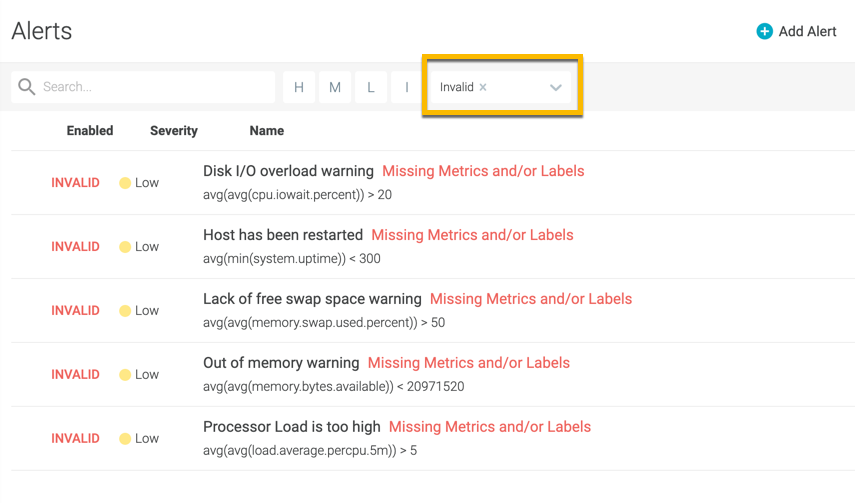 Alerts
Add Alert
Search...
H
M
L
I
Invalid ×
Enabled Severity Name
INVALID Low Disk I/O overload warning Missing Metrics and/or Labels
avg(avg(cpu.iowait.percent)) > 20
INVALID Low Host has been restarted Missing Metrics and/or Labels
avg(min(system.uptime)) < 300
INVALID Low Lack of free swap space warning Missing Metrics and/or Labels
avg(avg(memory.swap.used.percent)) > 50
INVALID Low Out of memory warning Missing Metrics and/or Labels
avg(avg(memory.bytes.available)) < 20971520
INVALID Low Processor Load is too high Missing Metrics and/or Labels
avg(avg(load.average.percpu.5m)) > 5